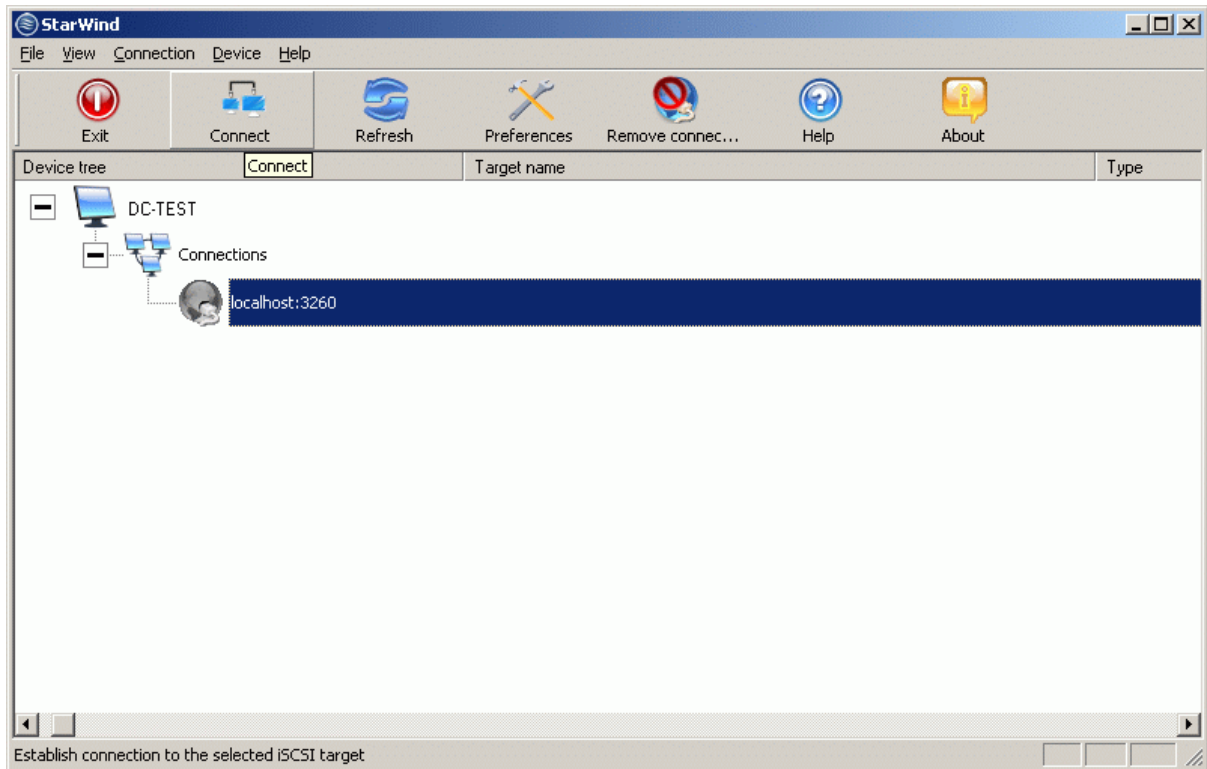 StarWind
File View Connection Device Help
Exit Connect Refresh Preferences Remove connec... Help About
Device tree Connect Target name Type
DC-TEST
Connections
localhost:3260
Establish connection to the selected iSCSI target